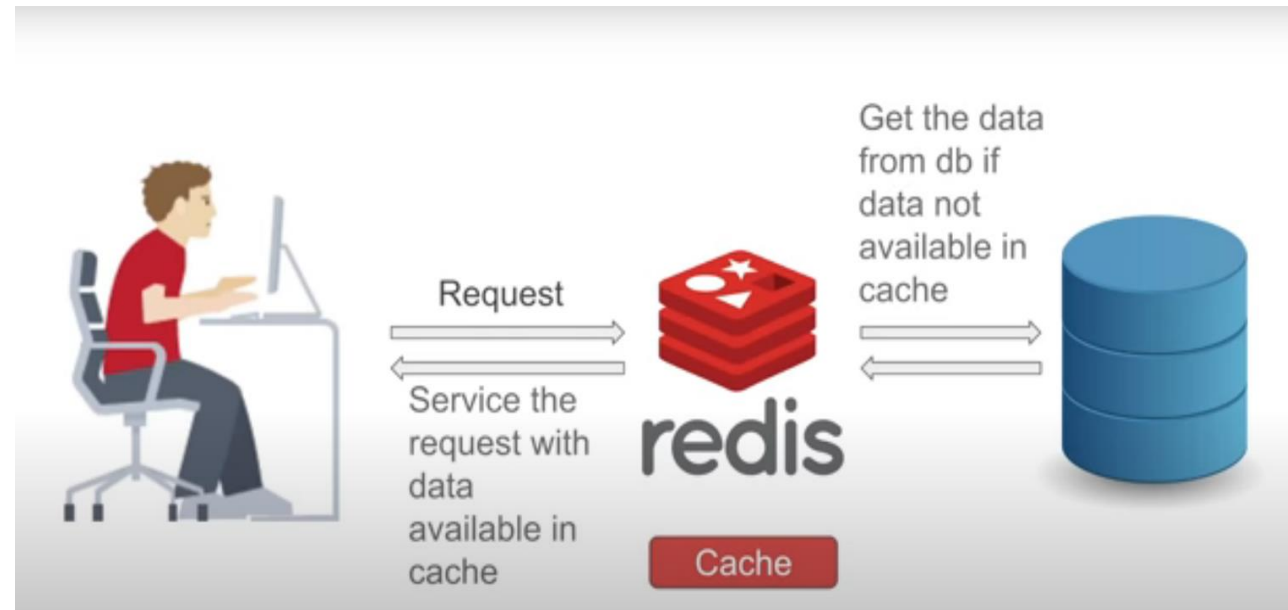 Request
Service the
request with
data
available in
cache
redis
Cache
Get the data
from db if
data not
available in
cache